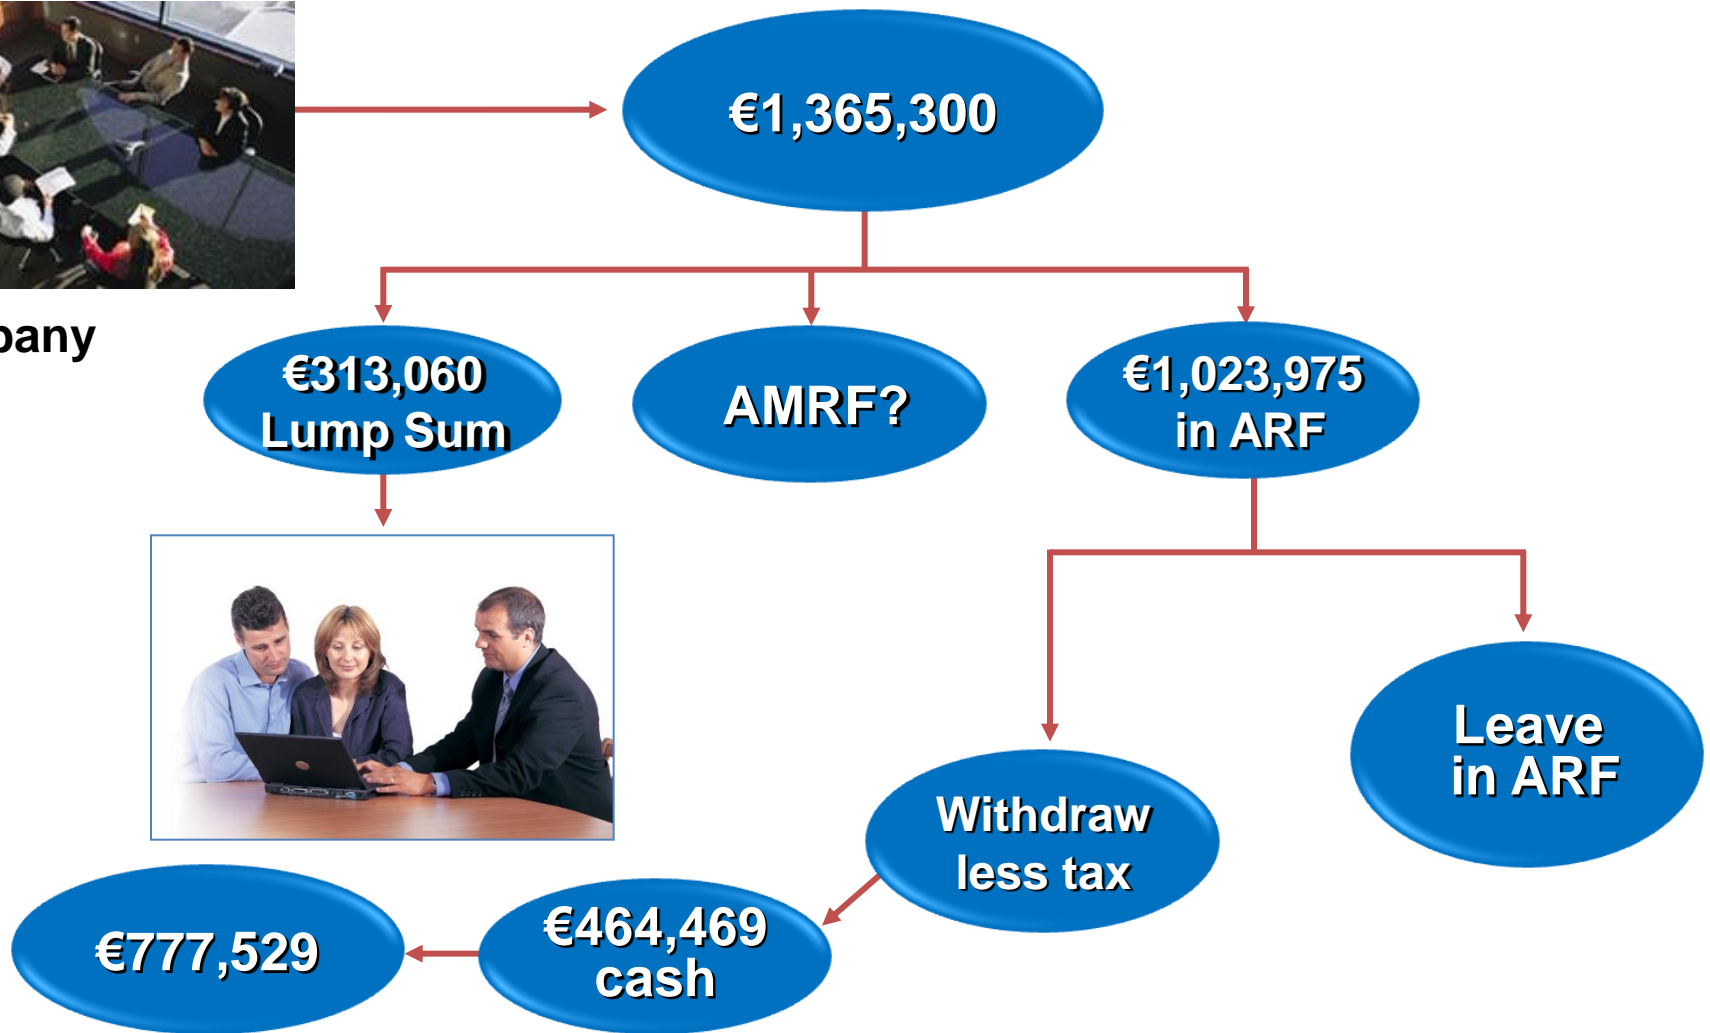 €1,365,300
pany
€313,060
Lump Sum
AMRF?
€1,023,975
in ARF
Leave
in ARF
Withdraw
less tax
€464,469
cash
€777,529